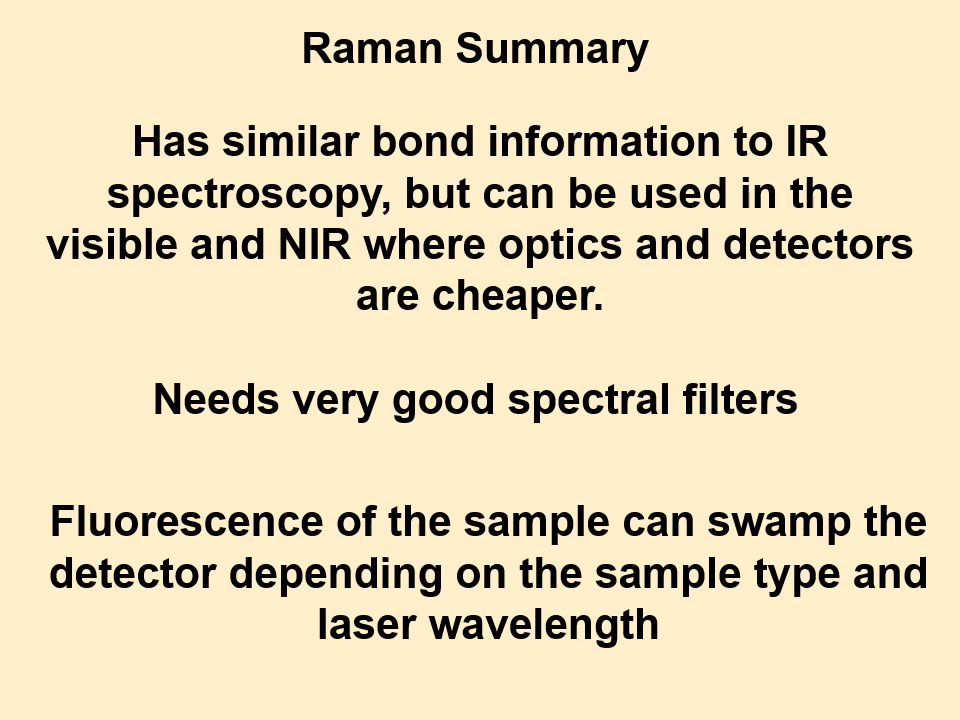 Raman Summary
Has similar bond information to IR
spectroscopy, but can be used in the
visible and NIR where optics and detectors
are cheaper.
Needs very good spectral filters
Fluorescence of the sample can swamp the
detector depending on the sample type and
laser wavelength